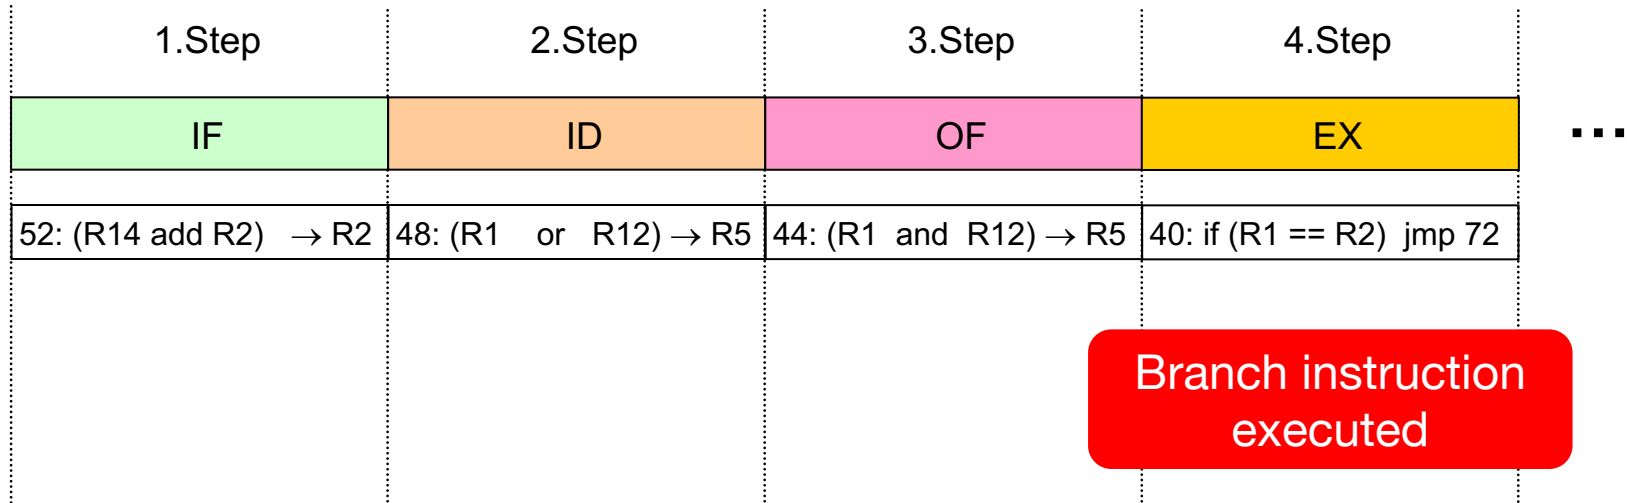 1.Step 2.Step 3.Step 4.Step
IF ID OF EX ...
52: (R14 add R2) → R2 48: (R1 or R12) → R5 44: (R1 and R12) → R5 40: if (R1 == R2) jmp 72
Branch instruction
executed